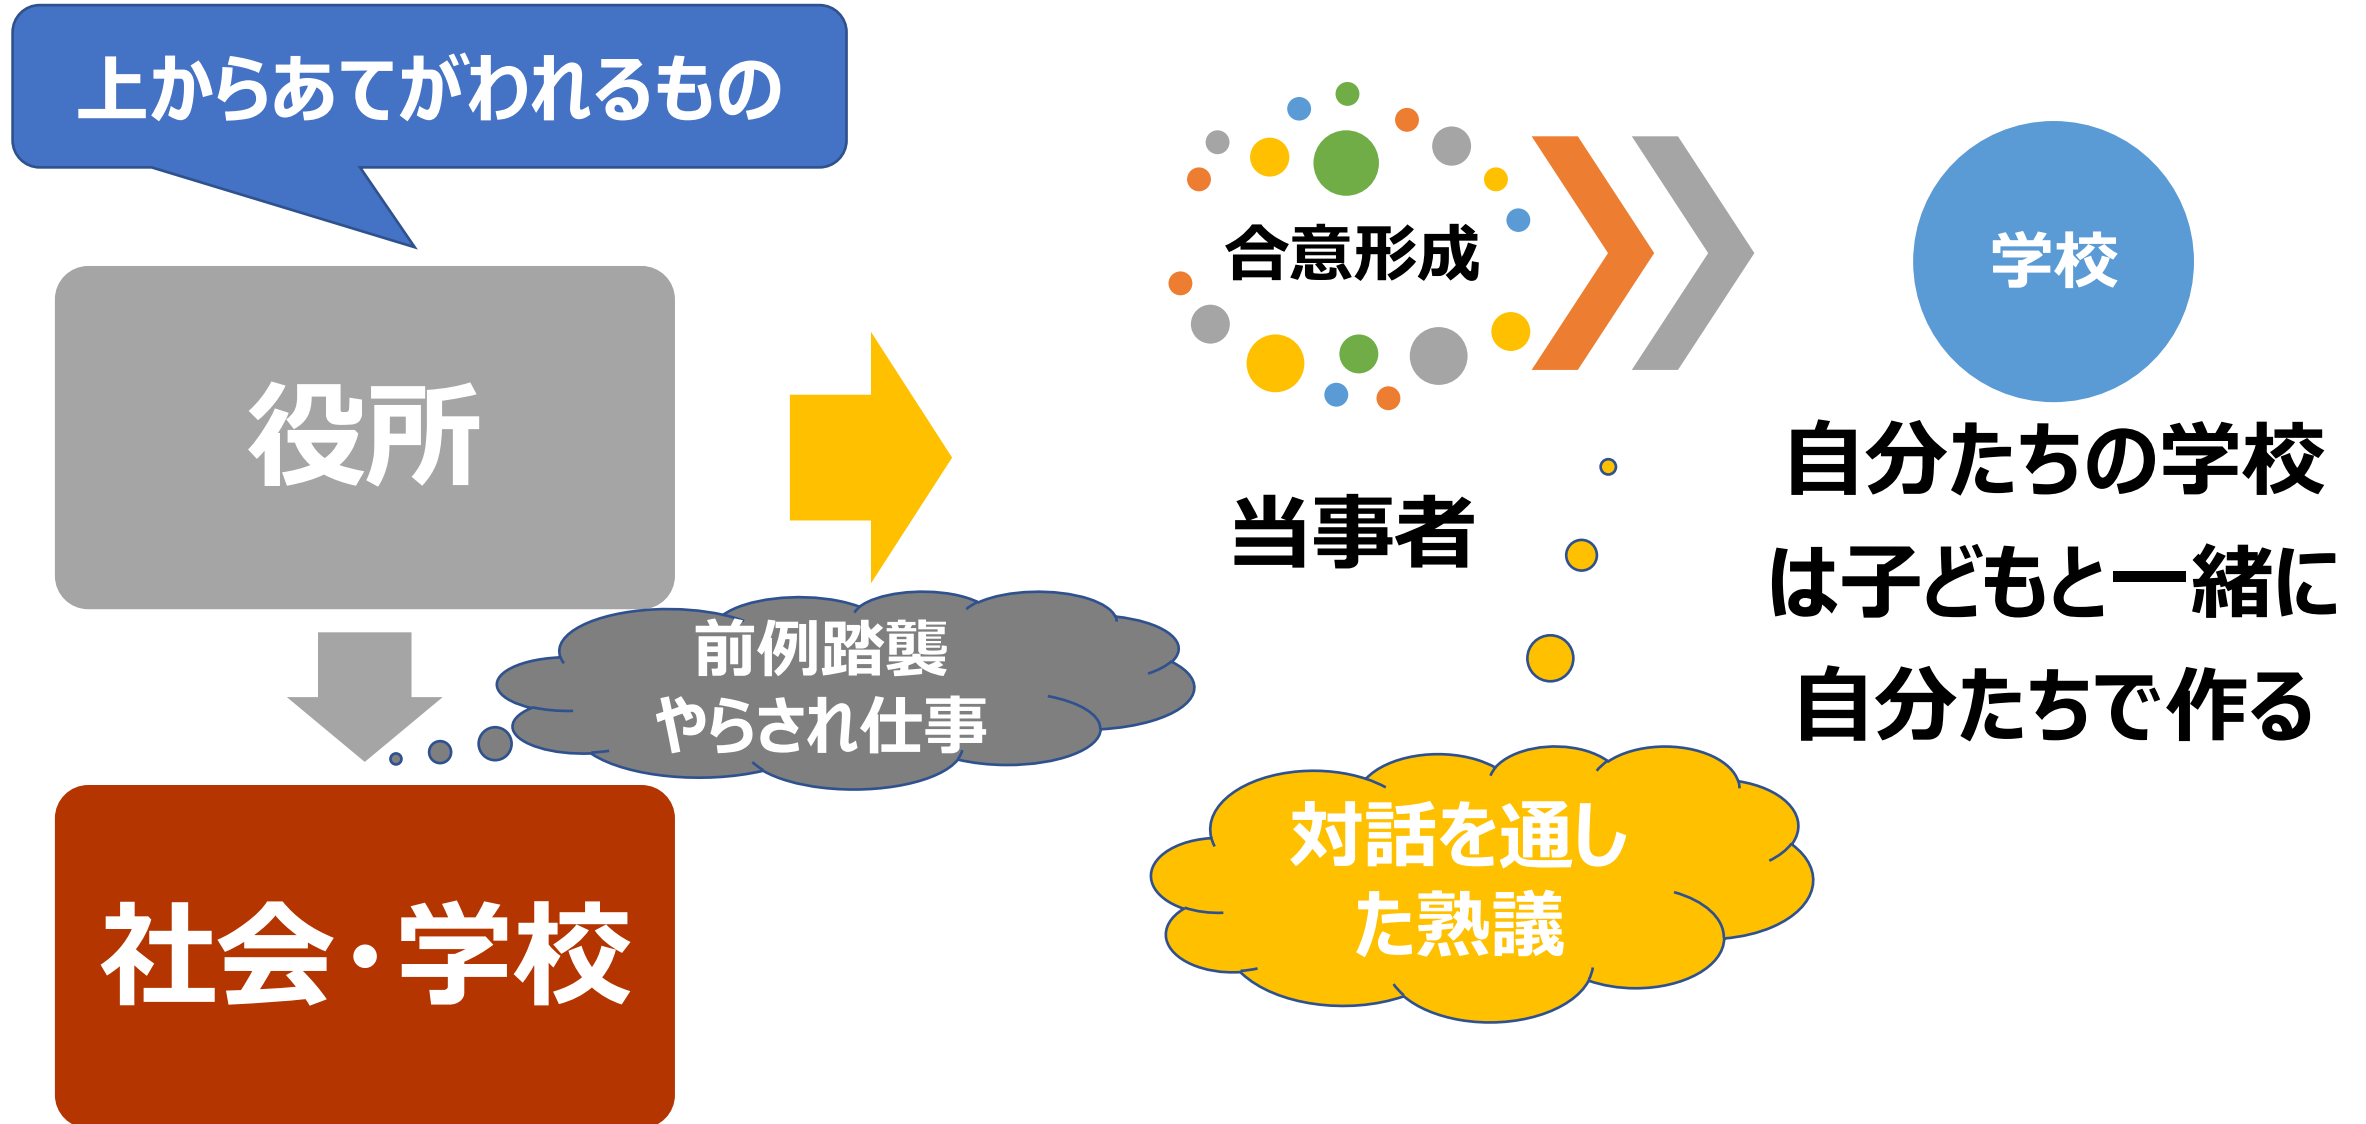 上からあてがわれるもの
役所
前例踏襲
やらされ仕事
社会・学校
合意形成
当事者
対話を通し
た熟議
学校
自分たちの学校
は子どもと一緒に
自分たちで作る